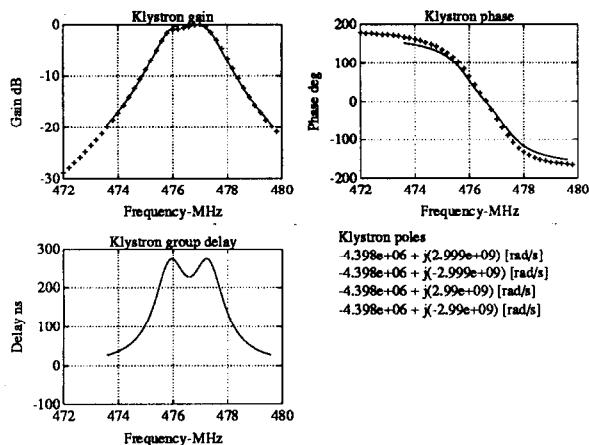 Klystron gain
0
-10
-20
-30
Gain dB
472 474 476 478 480
Frequency-MHz
Klystron phase
200
100
0
-100
-200
Phase deg
472 474 476 478 480
Frequency-MHz
Klystron group delay
300
200
100
0
-100
Delay ns
472 474 476 478 480
Frequency-MHz
Klystron poles
-4.398e+06 + j(2.999e+09) [rad/s]
-4.398e+06 + j(-2.999e+09) [rad/s]
-4.398e+06 + j(2.99e+09) [rad/s]
-4.398e+06 + j(-2.99e+09) [rad/s]